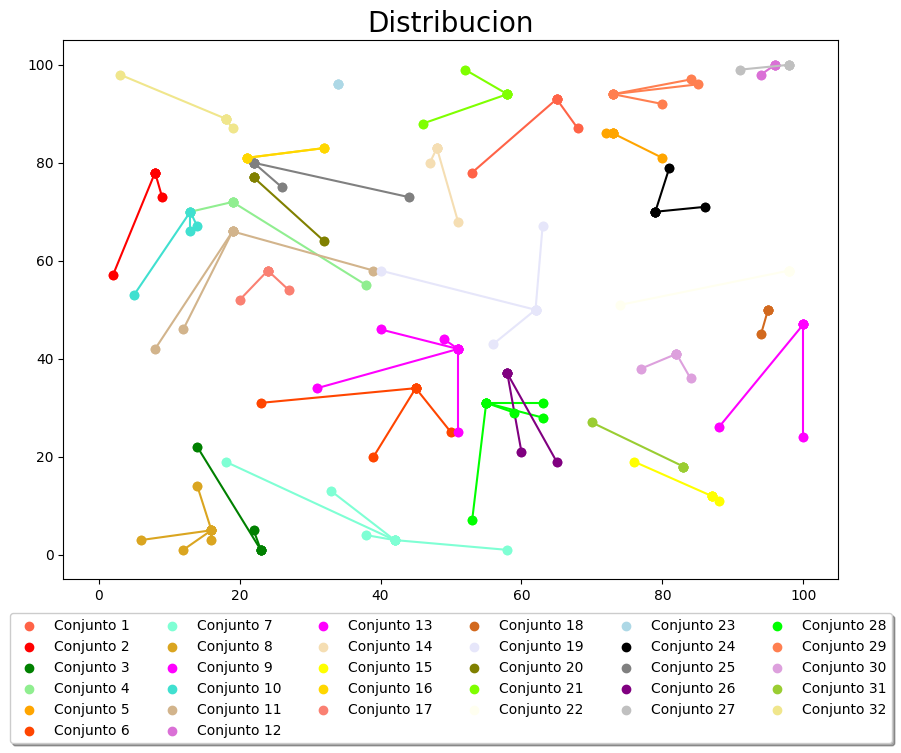 Distribucion
100
80
60
40
20
0
0 20 40 60 80 100
Conjunto 1 Conjunto 7 Conjunto 13 Conjunto 18 Conjunto 23 Conjunto 28
Conjunto 2 Conjunto 8 Conjunto 14 Conjunto 19 Conjunto 24 Conjunto 29
Conjunto 3 Conjunto 9 Conjunto 15 Conjunto 20 Conjunto 25 Conjunto 30
Conjunto 4 Conjunto 10 Conjunto 16 Conjunto 21 Conjunto 26 Conjunto 31
Conjunto 5 Conjunto 11 Conjunto 17 Conjunto 22 Conjunto 27 Conjunto 32
Conjunto 6 Conjunto 12